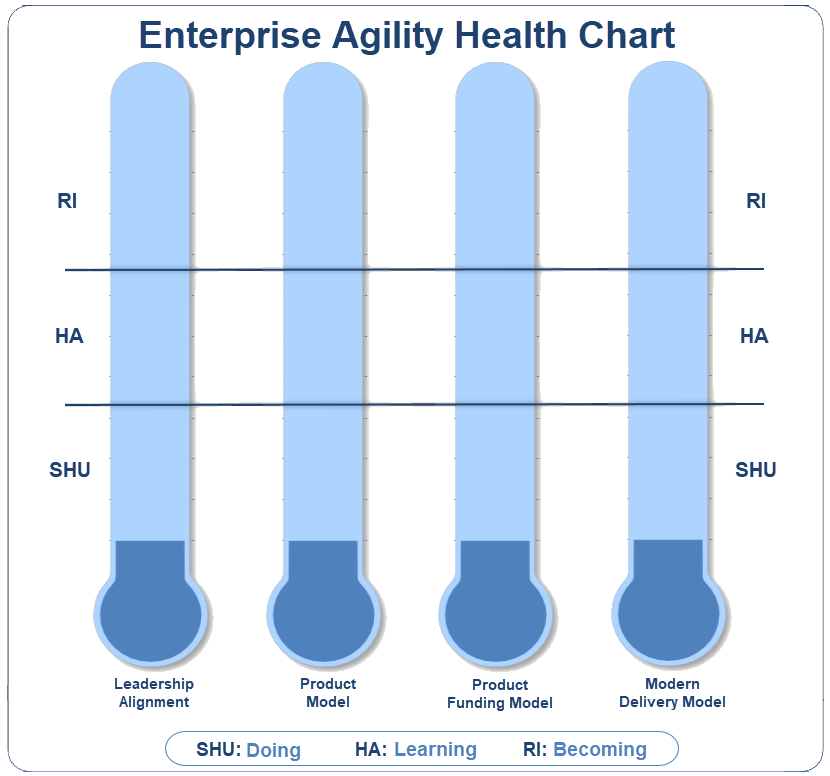 Enterprise Agility Health Chart
RI
RI
HA
HA
SHU
SHU
Leadership
Alignment
Product
Model
Product
Funding Model
Modern
Delivery Model
SHU: Doing HA: Learning RI: Becoming